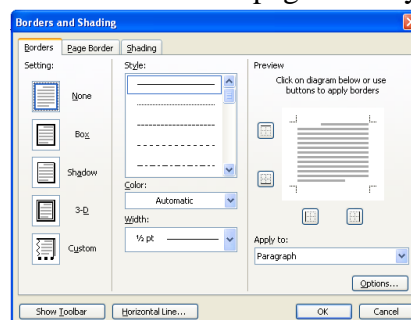 page
Borders and Shading
Borders Page Border Shading
Setting:
None
Box
Shadow
3-D
Custom
Style:
Color:
Automatic
Width:
½ pt
Preview
Click on diagram below or use
buttons to apply borders
Apply to:
Paragraph
Options...
Show Toolbar Horizontal Line... OK Cancel